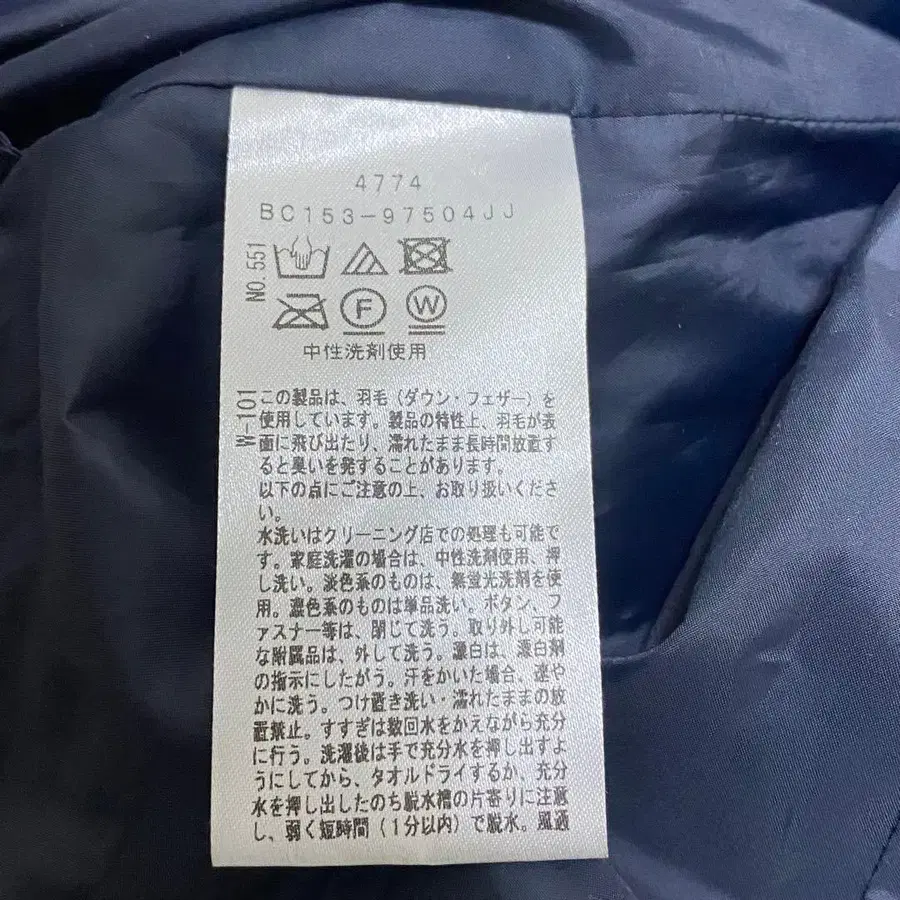 4774
BC153-97504JJ
NO.551
F
W
中性洗剤使用
W-101
この製品は、羽毛（ダウン・フェザー）を
使用しています。製品の特性上、羽毛が表
面に飛び出たり、濡れたまま長時間放置す
ると臭いを発することがあります。
以下の点にご注意の上、お取り扱いくださ
い。
水洗いはクリーニング店での処理も可能で
す。家庭洗濯の場合は、中性洗剤使用、押
し洗い。淡色系のものは、無蛍光洗剤を使
用。濃色系のものは単品洗い。ボタン、フ
ァスナー等は、閉じて洗う。取り外し可能
な附属品は、外して洗う。漂白は、漂白剤
の指示にしたがう。汗をかいた場合、速や
かに洗う。つけ置き洗い・濡れたままの放
置禁止。すすぎは数回水をかえながら充分
に行う。洗濯後は手で充分水を押し出すよ
うにしてから、タオルドライするか、充分
水を押し出したのち脱水槽の片寄りに注意
し、弱く短時間（1分以内）で脱水。風通